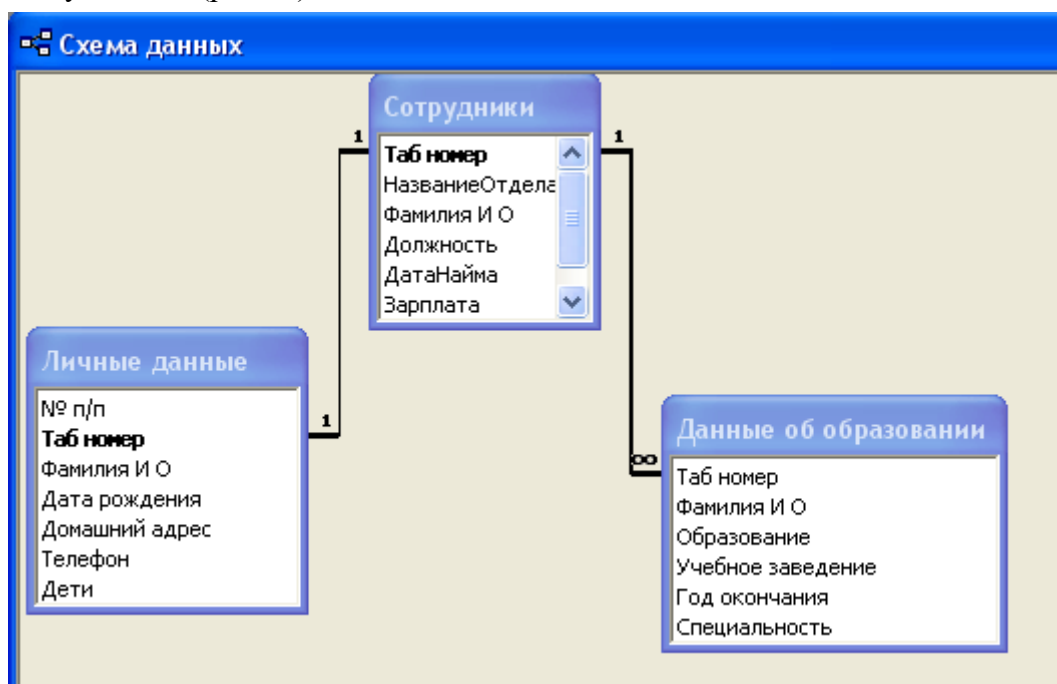 Схема данных
Сотрудники
1
1
Таб номер
НазваниеОтдела
Фамилия И О
Должность
ДатаНайма
Зарплата
Личные данные
№ п/п
Таб номер
Фамилия И О
Дата рождения
Домашний адрес
Телефон
Дети
1
Данные об образовании
∞
Таб номер
Фамилия И О
Образование
Учебное заведение
Год окончания
Специальность